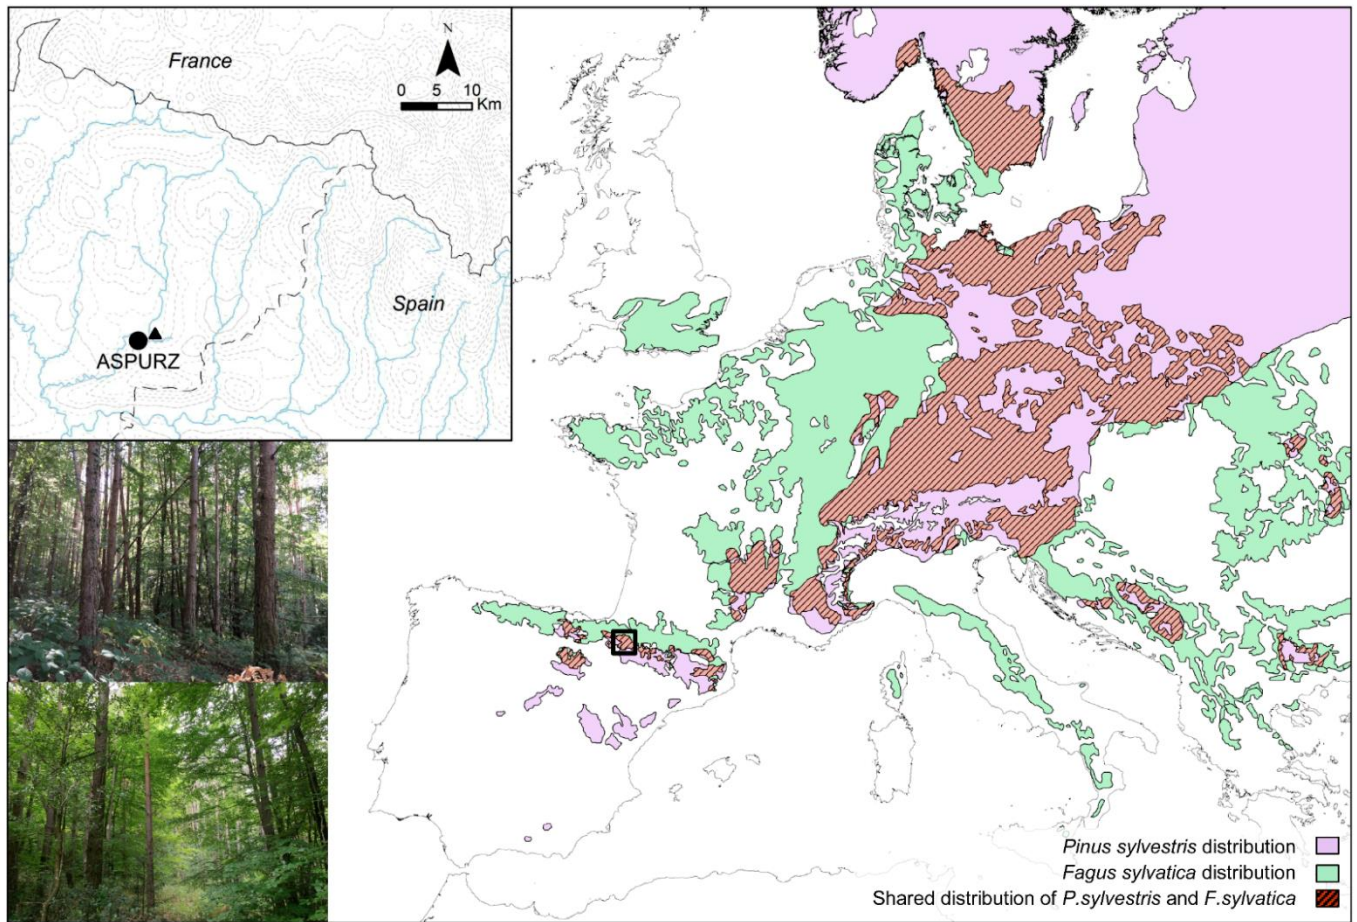 France
N
0 5 10
Km
Spain
ASPURZ
Pinus sylvestris distribution
Fagus sylvatica distribution
Shared distribution of P.sylvestris and F.sylvatica